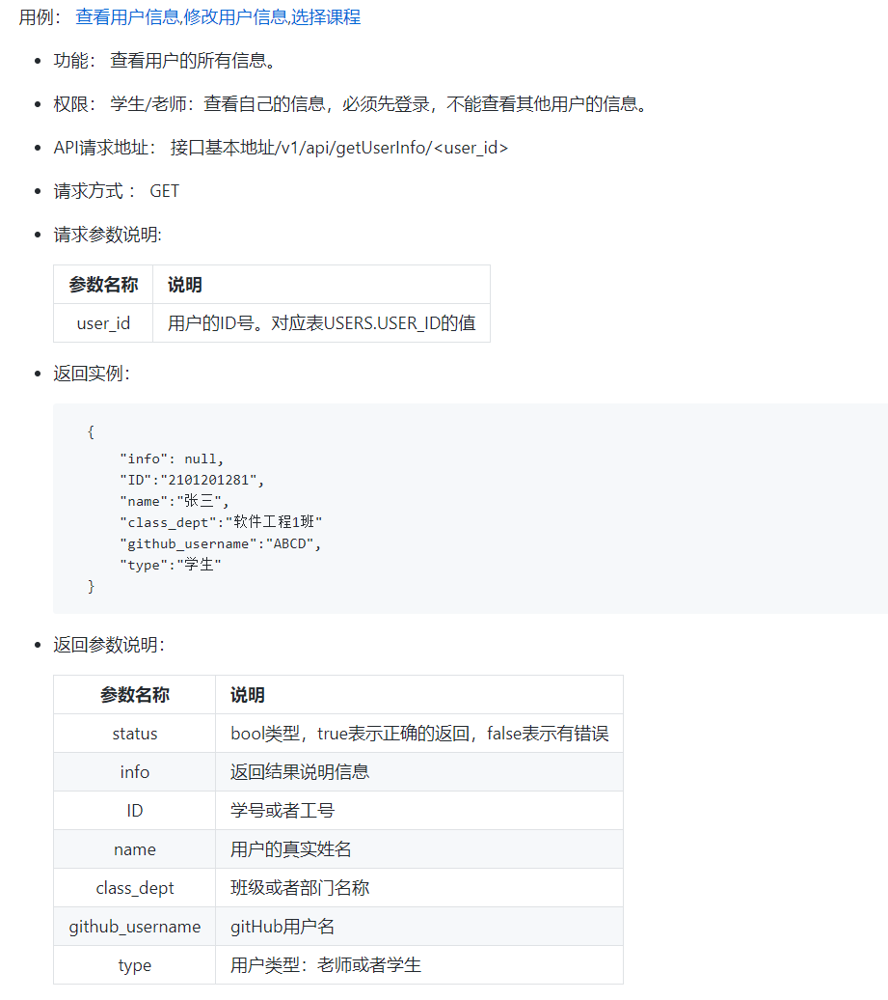 用例： 查看用户信息,修改用户信息,选择课程
功能： 查看用户的所有信息。
权限： 学生/老师：查看自己的信息，必须先登录，不能查看其他用户的信息。
API请求地址： 接口基本地址/v1/api/getUserInfo/<user_id>
请求方式 ： GET
请求参数说明:
参数名称 说明
user_id 用户的ID号。对应表USERS.USER_ID的值
返回实例：
{
"info": null,
"ID":"2101201281",
"name":"张三",
"class_dept":"软件工程1班"
"github_username":"ABCD",
"type":"学生"
}
返回参数说明：
参数名称 说明
status bool类型，true表示正确的返回，false表示有错误
info 返回结果说明信息
ID 学号或者工号
name 用户的真实姓名
class_dept 班级或者部门名称
github_username gitHub用户名
type 用户类型：老师或者学生